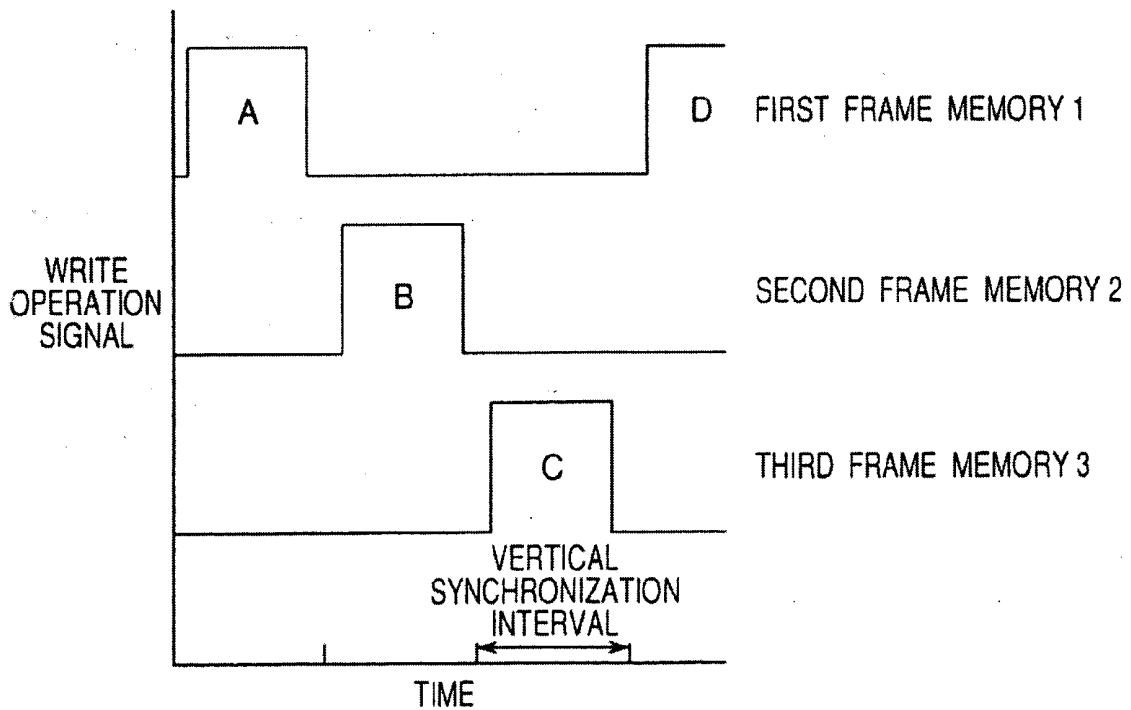 A
D
FIRST FRAME MEMORY 1
WRITE
OPERATION
SIGNAL
B
SECOND FRAME MEMORY 2
C
THIRD FRAME MEMORY 3
VERTICAL
SYNCHRONIZATION
INTERVAL
TIME